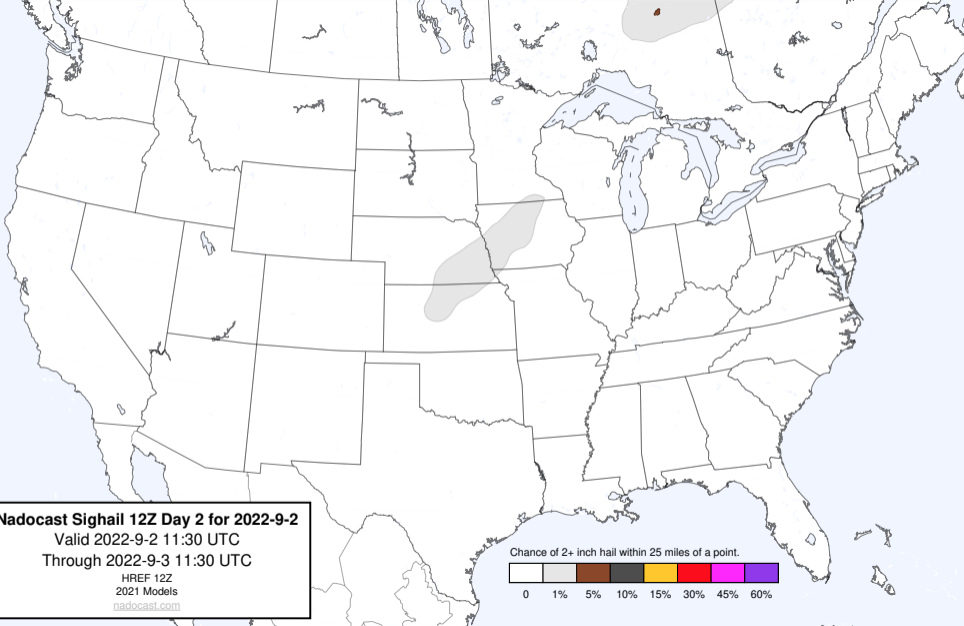 Nadocast Sighail 12Z Day 2 for 2022-9-2
Valid 2022-9-2 11:30 UTC
Through 2022-9-3 11:30 UTC
HREF 12Z
2021 Models
nadocast.com
Chance of 2+ inch hail within 25 miles of a point.
0 1% 5% 10% 15% 30% 45% 60%